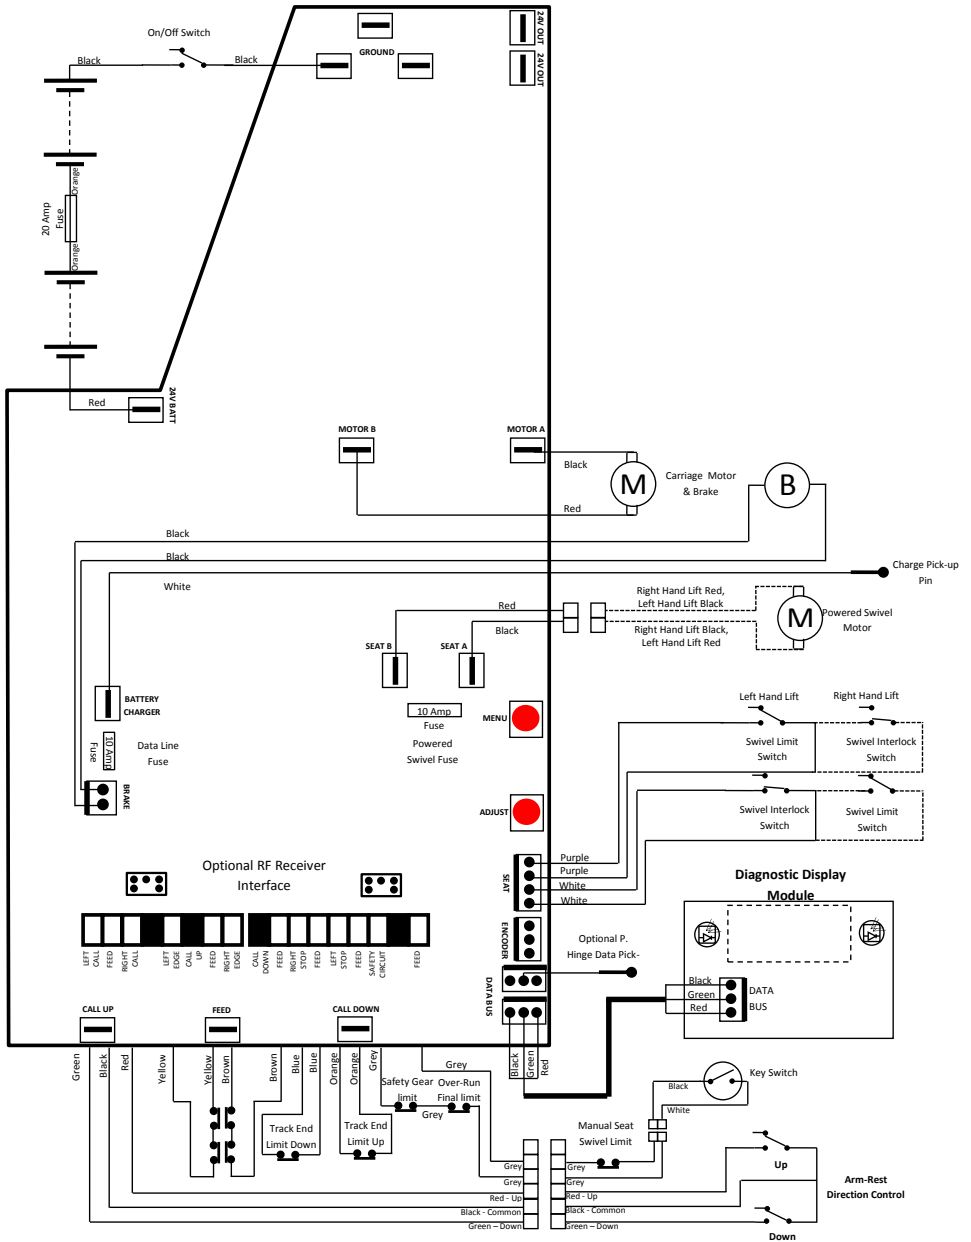 On/Off Switch
Black
Black
GROUND
24V OUT
24V OUT
Orange
20 Amp
Fuse
Orange
Red
24V BATT
MOTOR B
MOTOR A
Black
Red
M
Carriage Motor
& Brake
B
Black
Black
White
Charge Pick-up
Pin
Right Hand Lift Red,
Left Hand Lift Black
Right Hand Lift Black,
Left Hand Lift Red
Red
Black
M
Powered Swivel
Motor
SEAT B
SEAT A
BATTERY
CHARGER
10 Amp
Fuse
Data Line
Fuse
BRAKE
10 Amp
Fuse
Powered
Swivel Fuse
MENU
ADJUST
Left Hand Lift
Right Hand Lift
Swivel Limit
Switch
Swivel Interlock
Switch
Swivel Interlock
Switch
Swivel Limit
Switch
Purple
Purple
White
White
SEAT
ENCODER
DATA BUS
Optional RF Receiver
Interface
LEFT
CALL
FEED
RIGHT
CALL
LEFT
EDGE
CALL
UP
FEED
RIGHT
EDGE
CALL
DOWN
FEED
RIGHT
STOP
FEED
LEFT
STOP
FEED
SAFETY
CIRCUIT
FEED
Optional P.
Hinge Data Pick-
Diagnostic Display
Module
Black
Green
Red
DATA
BUS
CALL UP
FEED
CALL DOWN
Green
Black
Red
Yellow
Yellow
Brown
Brown
Blue
Blue
Orange
Orange
Grey
Grey
Black
Green
Red
Safety Gear
limit
Over-Run
Final limit
Grey
Track End
Limit Down
Track End
Limit Up
Key Switch
Black
White
Manual Seat
Swivel Limit
Grey
Grey
Grey
Grey
Red - Up
Red - Up
Black - Common
Black - Common
Green – Down
Green – Down
Up
Arm-Rest
Direction Control
Down